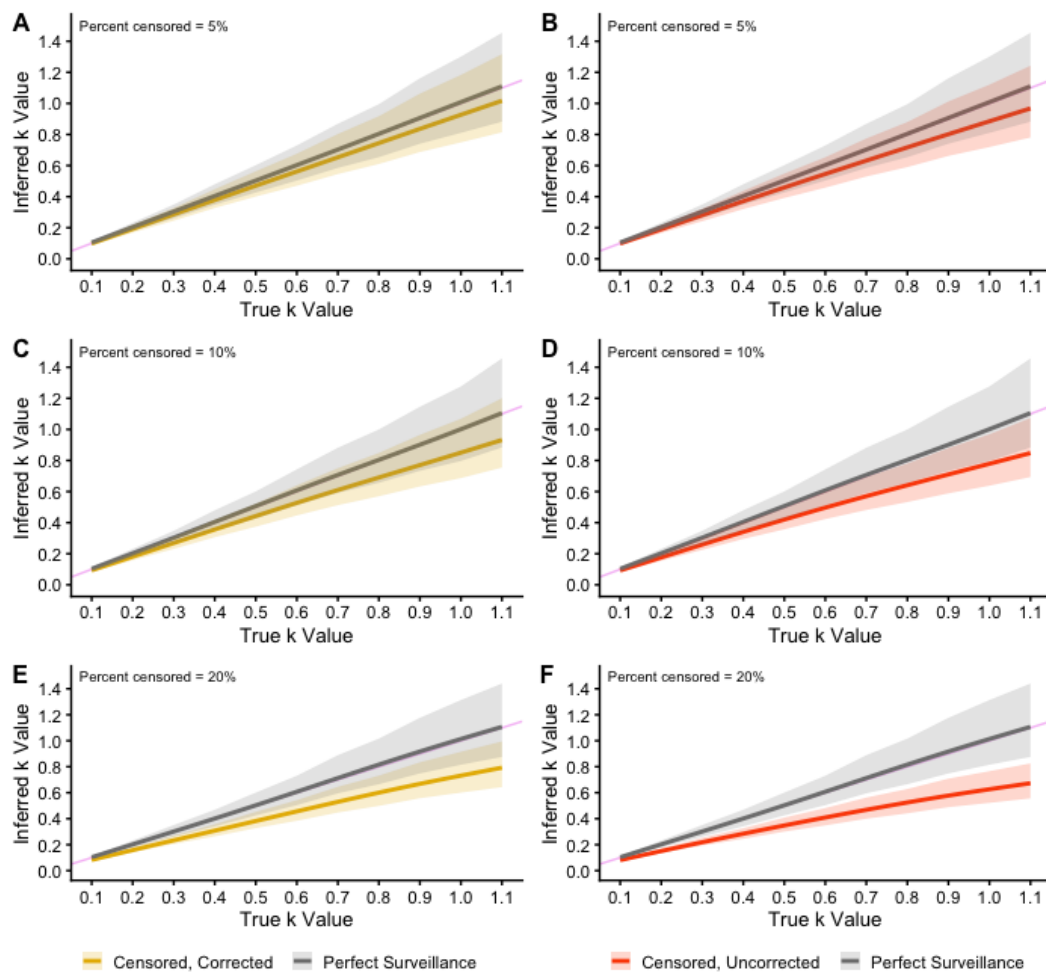 A
Percent censored = 5%
1.4
1.2
1.0
0.8
0.6
0.4
0.2
0.0
Inferred k Value
0.1 0.2 0.3 0.4 0.5 0.6 0.7 0.8 0.9 1.0 1.1
True k Value
B
Percent censored = 5%
1.4
1.2
1.0
0.8
0.6
0.4
0.2
0.0
Inferred k Value
0.1 0.2 0.3 0.4 0.5 0.6 0.7 0.8 0.9 1.0 1.1
True k Value
C
Percent censored = 10%
1.4
1.2
1.0
0.8
0.6
0.4
0.2
0.0
Inferred k Value
0.1 0.2 0.3 0.4 0.5 0.6 0.7 0.8 0.9 1.0 1.1
True k Value
D
Percent censored = 10%
1.4
1.2
1.0
0.8
0.6
0.4
0.2
0.0
Inferred k Value
0.1 0.2 0.3 0.4 0.5 0.6 0.7 0.8 0.9 1.0 1.1
True k Value
E
Percent censored = 20%
1.4
1.2
1.0
0.8
0.6
0.4
0.2
0.0
Inferred k Value
0.1 0.2 0.3 0.4 0.5 0.6 0.7 0.8 0.9 1.0 1.1
True k Value
F
Percent censored = 20%
1.4
1.2
1.0
0.8
0.6
0.4
0.2
0.0
Inferred k Value
0.1 0.2 0.3 0.4 0.5 0.6 0.7 0.8 0.9 1.0 1.1
True k Value
Censored, Corrected Perfect Surveillance
Censored, Uncorrected Perfect Surveillance